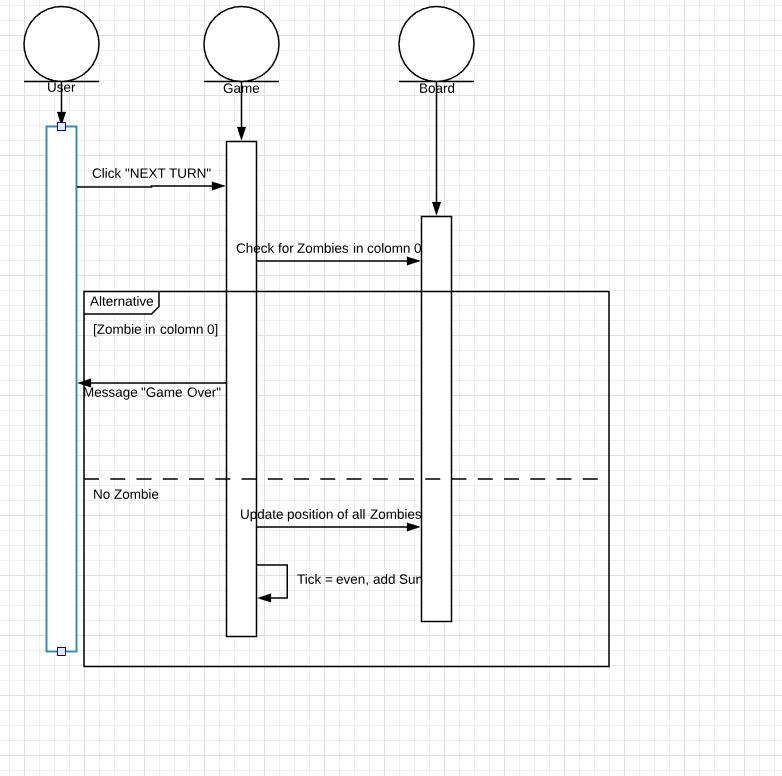 User
Game
Board
Click "NEXT TURN"
Check for Zombies in colomn 0
Alternative
[Zombie in colomn 0]
Message "Game Over"
No Zombie
Update position of all Zombies
Tick = even, add Sun